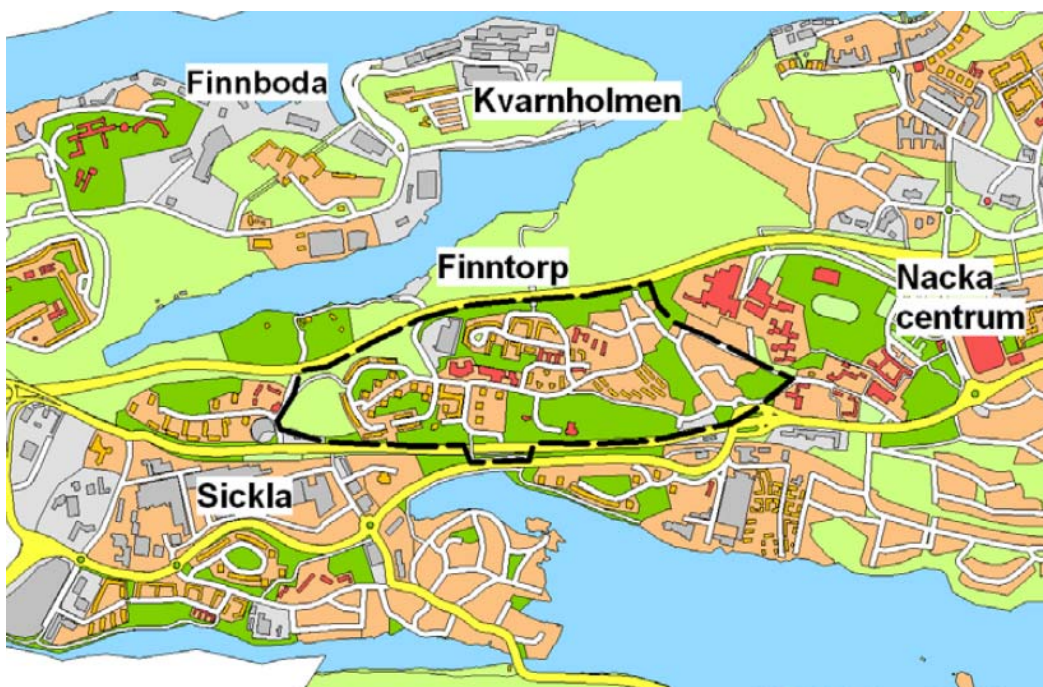 Finnboda
Kvarnholmen
Finntorp
Nacka
centrum
Sickla